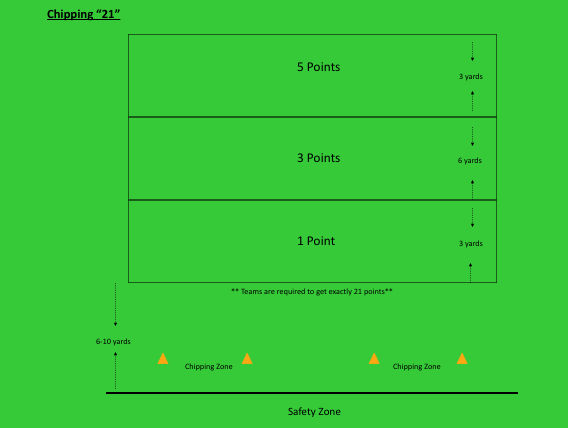 Chipping “21”
5 Points
3 yards
3 Points
6 yards
1 Point
3 yards
** Teams are required to get exactly 21 points**
6-10 yards
Chipping Zone
Chipping Zone
Safety Zone